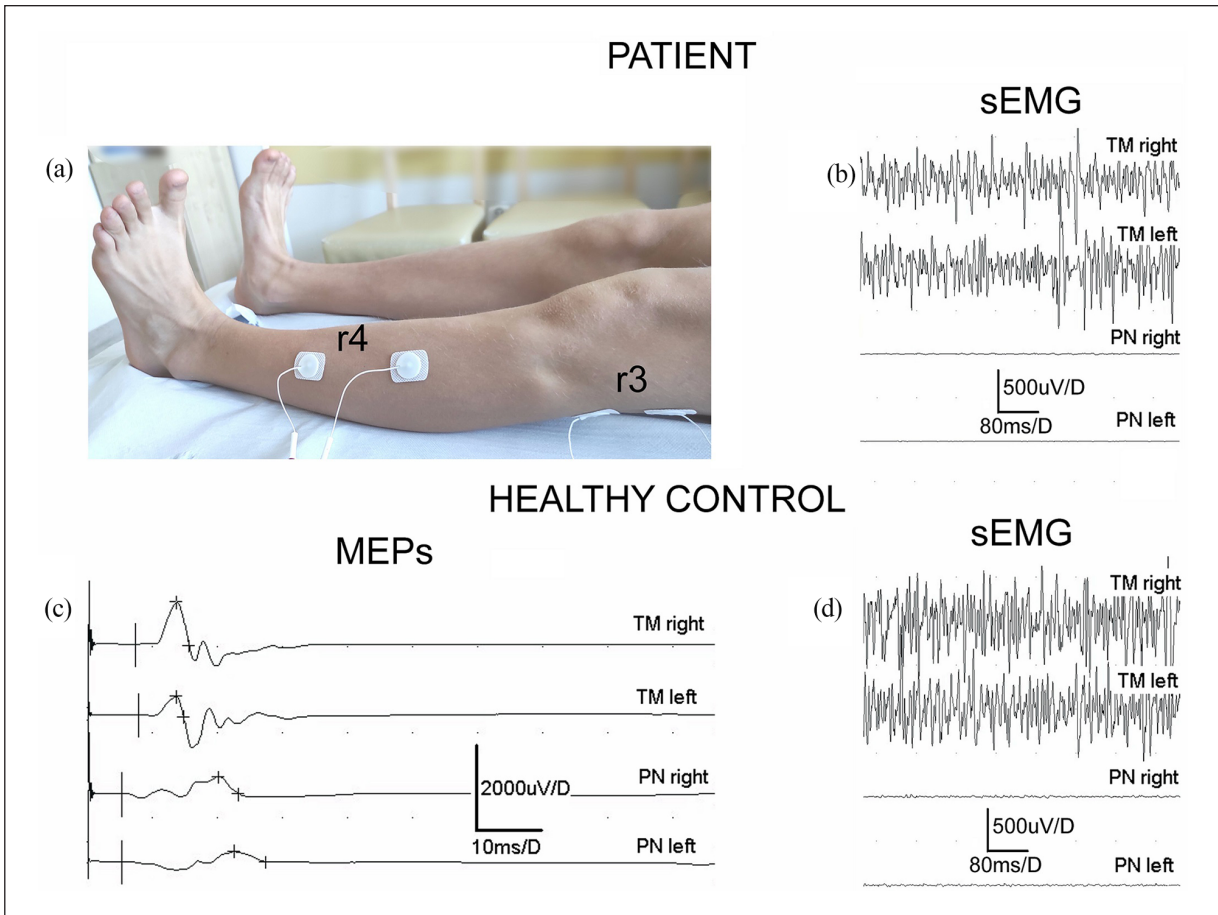 PATIENT
(a)
r4
r3
sEMG
(b)
TM right
TM left
PN right
500uV/D
80ms/D
PN left
HEALTHY CONTROL
MEPs
(c)
TM right
TM left
PN right
2000uV/D
10ms/D
PN left
sEMG
(d)
TM right
TM left
PN right
500uV/D
80ms/D
PN left